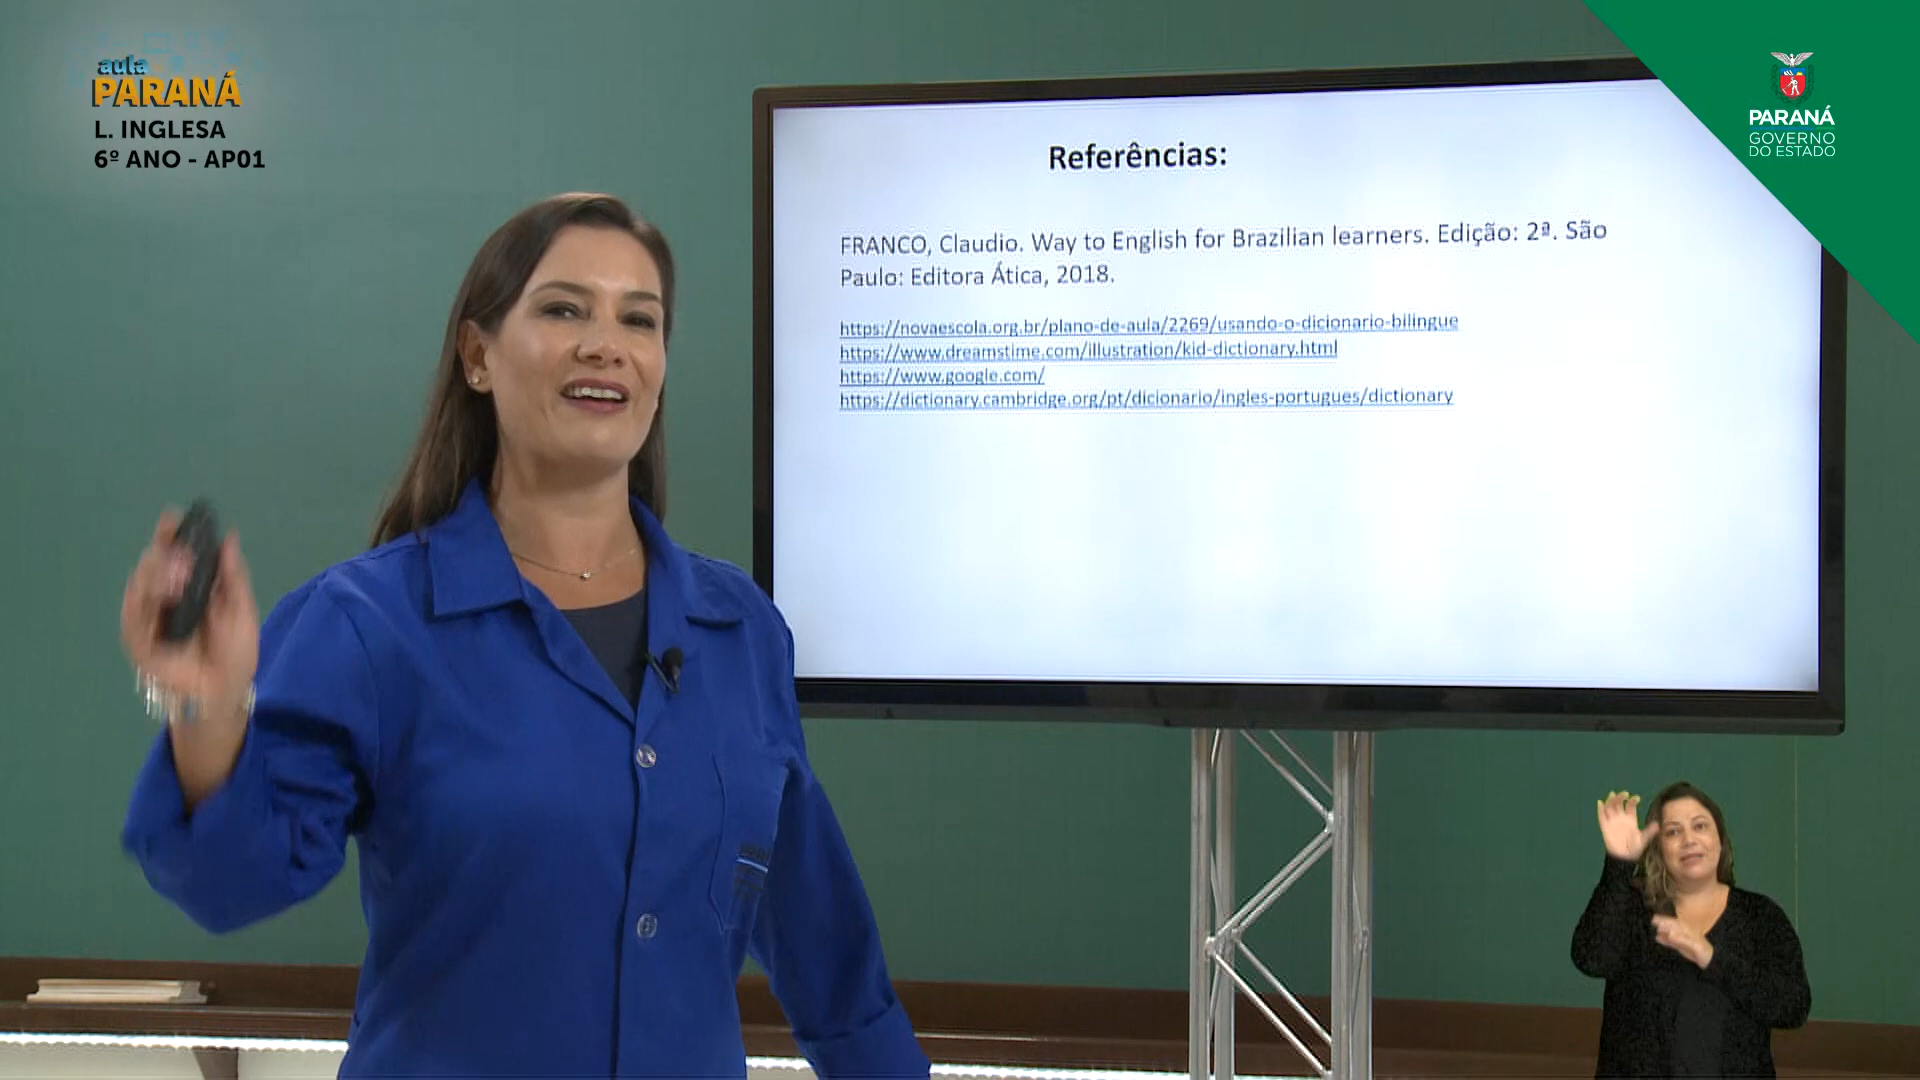 aula
PARANÁ
L. INGLESA
6º ANO - AP01
PARANÁ
GOVERNO
DO ESTADO
Referências:
FRANCO, Claudio. Way to English for Brazilian learners. Edição: 2ª. São
Paulo: Editora Ática, 2018.
https://novaescola.org.br/plano-de-aula/2269/usando-o-dicionario-bilingue
https://www.dreamstime.com/illustration/kid-dictionary.html
https://www.google.com/
https://dictionary.cambridge.org/pt/dicionario/ingles-portugues/dictionary